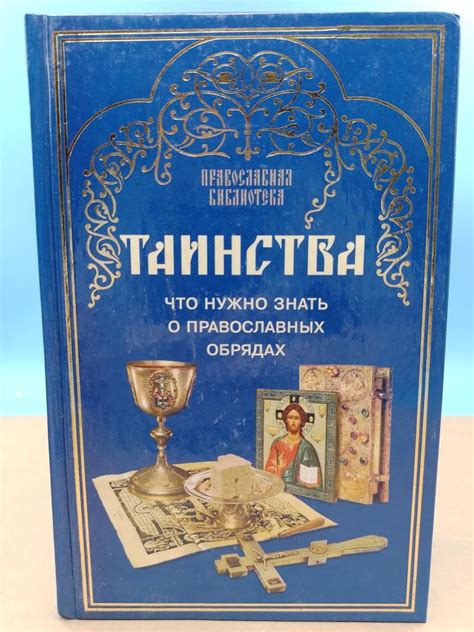 ПРАВОСЛАВНАЯ
БИБЛИОТЕКА
ТАИНСТВА
ЧТО НУЖНО ЗНАТЬ
О ПРАВОСЛАВНЫХ
ОБРЯДАХ